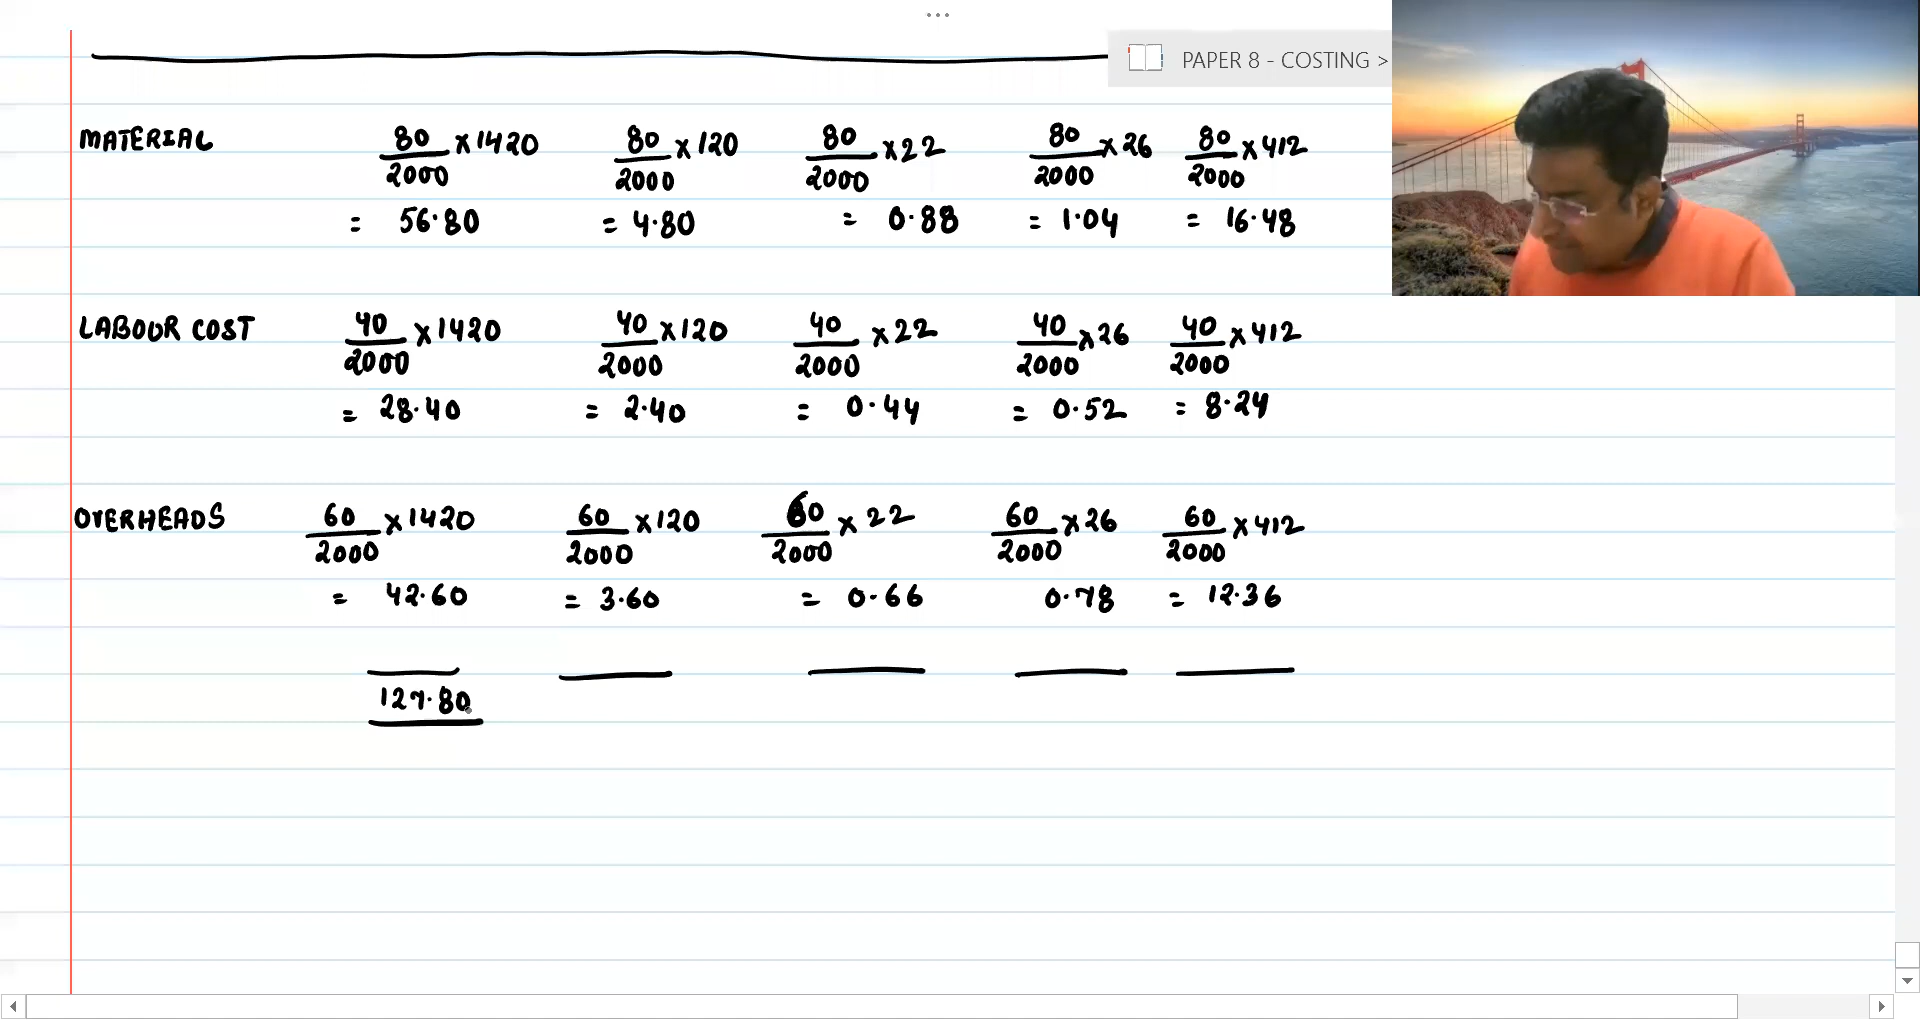 PAPER 8 - COSTING >
MATERIAL 80/2000 x 1420 80/2000 x 120 80/2000 x 22 80/2000 x 26 80/2000 x 412
= 56.80 = 4.80 = 0.88 = 1.04 = 16.48
LABOUR COST 40/2000 x 1420 40/2000 x 120 40/2000 x 22 40/2000 x 26 40/2000 x 412
= 28.40 = 2.40 = 0.44 = 0.52 = 8.24
OVERHEADS 60/2000 x 1420 60/2000 x 120 60/2000 x 22 60/2000 x 26 60/2000 x 412
= 42.60 = 3.60 = 0.66 0.78 = 12.36
127.80